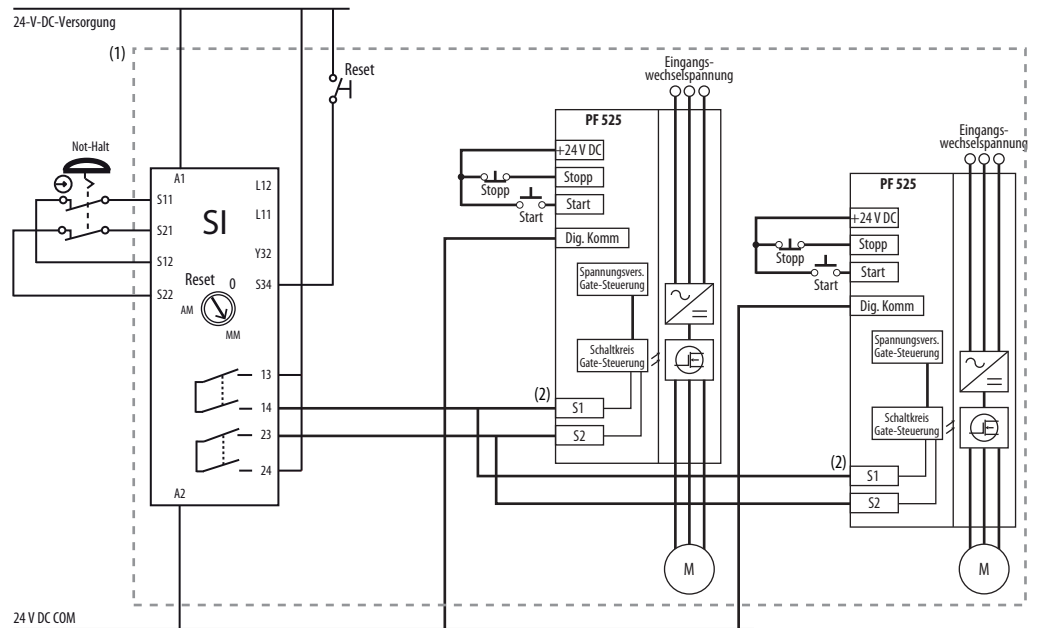 24-V-DC-Versorgung
(1)
Reset
Not-Halt
A1
L12
S11
L11
SI
S21
Y32
S12
Reset
0
S34
S22
AM
MM
13
14
23
24
A2
24 V DC COM
Eingangs-
wechselspannung
PF 525
+24 V DC
Stopp
Stopp
Start
Start
Dig. Komm
Spannungsvers.
Gate-Steuerung
Schaltkreis
Gate-Steuerung
(2)
S1
S2
M
Eingangs-
wechselspannung
PF 525
+24 V DC
Stopp
Stopp
Start
Start
Dig. Komm
Spannungsvers.
Gate-Steuerung
Schaltkreis
Gate-Steuerung
(2)
S1
S2
M